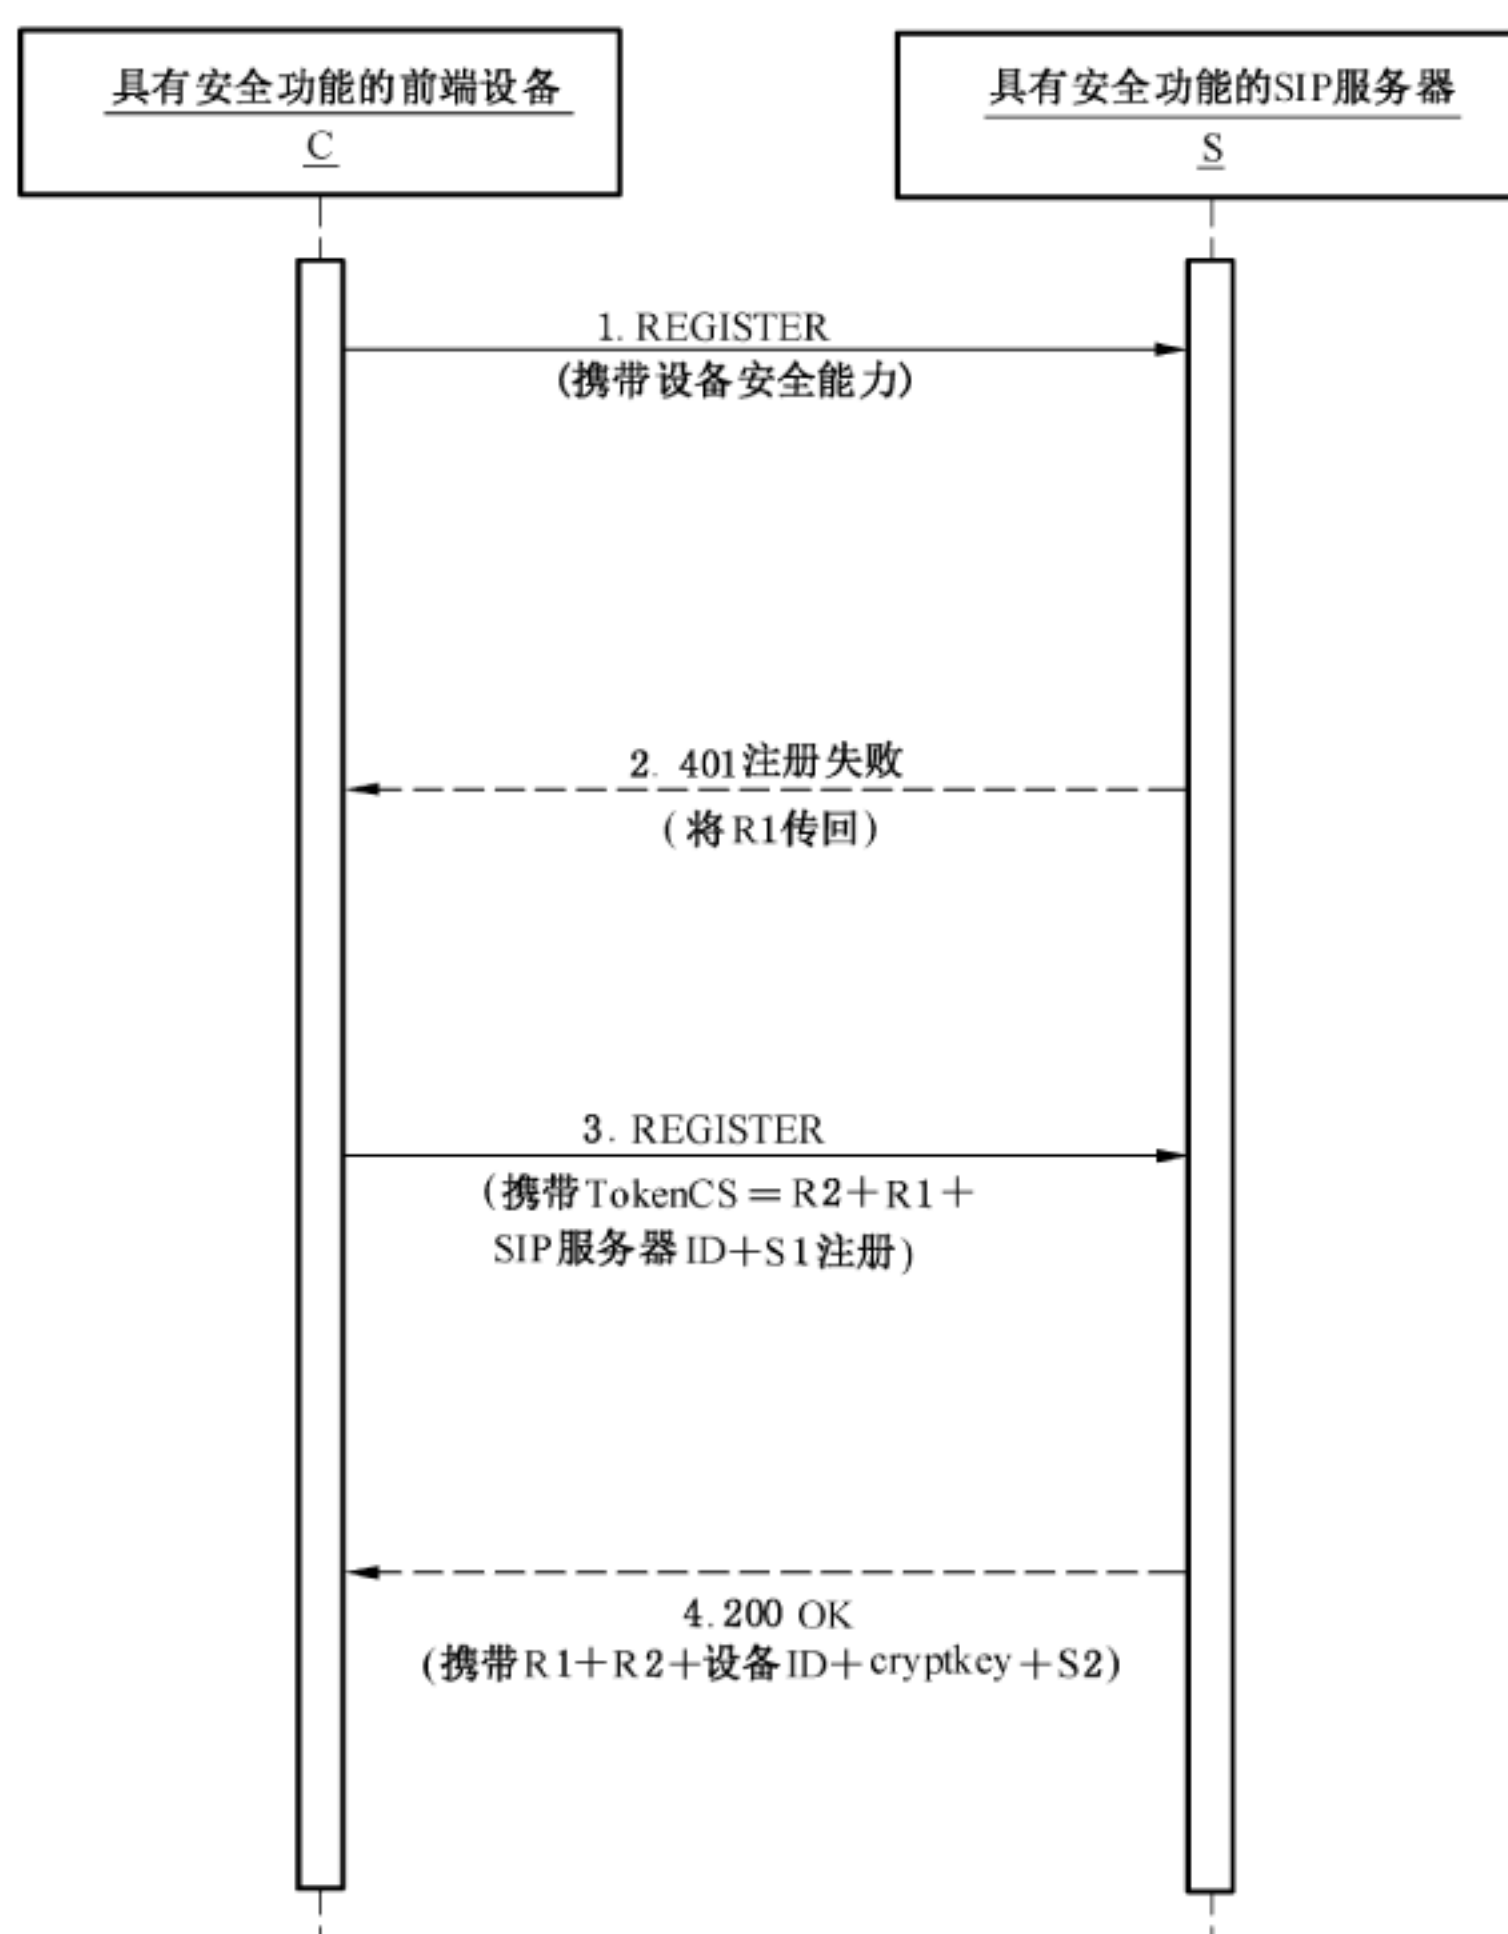 具有安全功能的前端设备
C
具有安全功能的SIP服务器
S
1. REGISTER
(携带设备安全能力)
2. 401注册失败
(将R1传回)
3. REGISTER
(携带TokenCS=R2+R1+
SIP服务器ID+S1注册)
4.200 OK
(携带R1+R2+设备ID+cryptkey+S2)